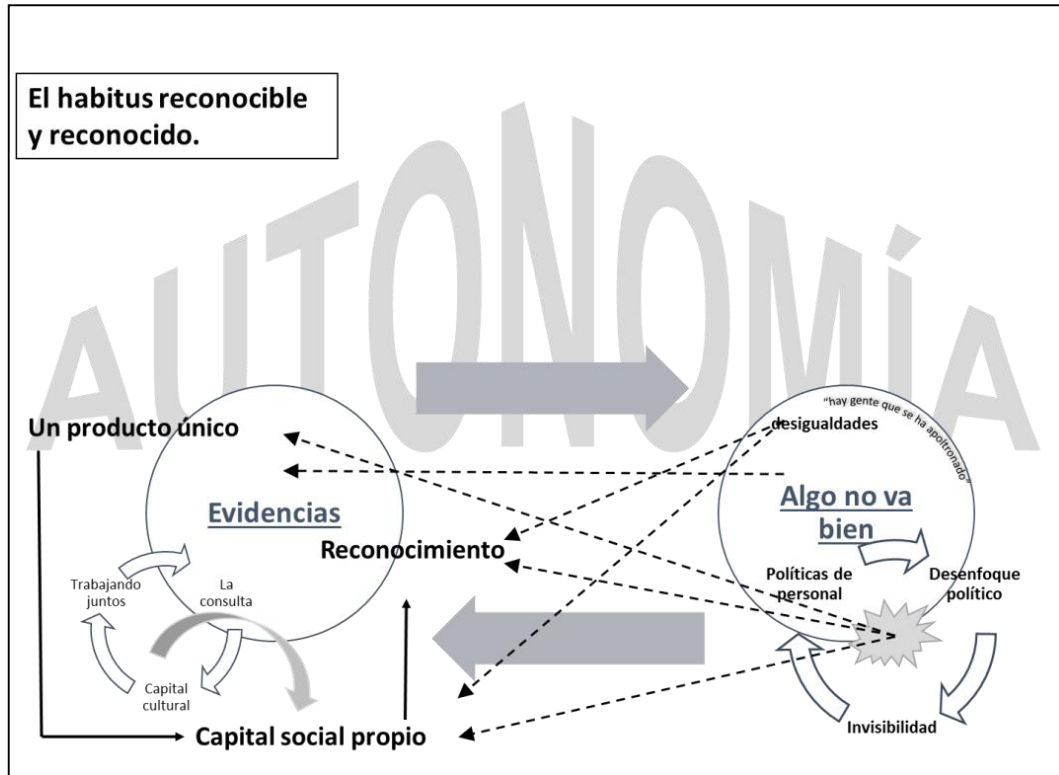 El habitus reconocible
y reconocido.
AUTONOMÍA
"hay gente que se ha apoltronado"
Un producto único
desigualdades
Evidencias
Algo no va
bien
Reconocimiento
Trabajando
juntos
La
consulta
Políticas de
personal
Desenfoque
político
Capital
cultural
Capital social propio
Invisibilidad